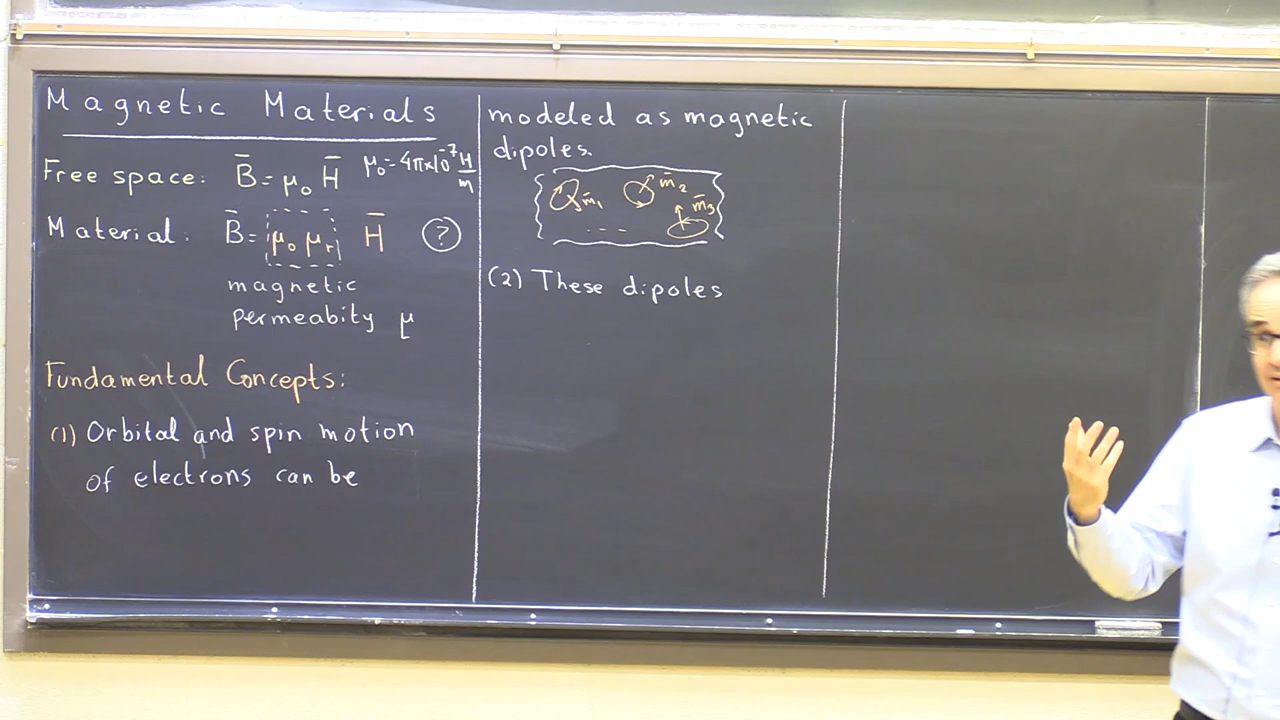 Magnetic Materials
Free space: B̄ = μ₀ H̄ μ₀ = 4π×10⁻⁷ H/m
Material: B̄ = μ₀ μᵣ H̄ (?)
magnetic
permeabity μ
Fundamental Concepts:
(1) Orbital and spin motion
of electrons can be
modeled as magnetic
dipoles.
m̄₁ m̄₂ m̄₃
- - -
(2) These dipoles